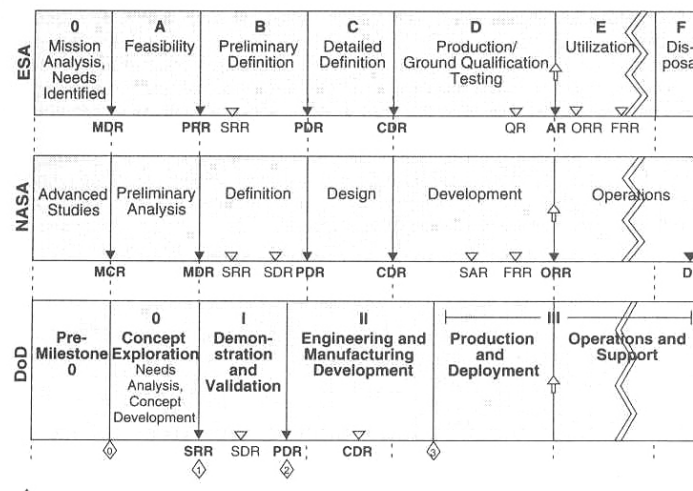 ESA
0 A B C D E F
Mission
Analysis,
Needs
Identified
Feasibility
Preliminary
Definition
Detailed
Definition
Production/
Ground Qualification
Testing
Utilization
Dis-
posa
MDR PRR SRR PDR CDR QR AR ORR FRR
NASA
Advanced
Studies
Preliminary
Analysis
Definition
Design
Development
Operations
MCR MDR SRR SDR PDR CDR SAR FRR ORR D
DoD
Pre-
Milestone
0
0
Concept
Exploration
Needs
Analysis,
Concept
Development
I
Demon-
stration
and
Validation
II
Engineering and
Manufacturing
Development
III
Production
and
Deployment
Operations and
Support
SRR SDR PDR CDR
0 1 2 3